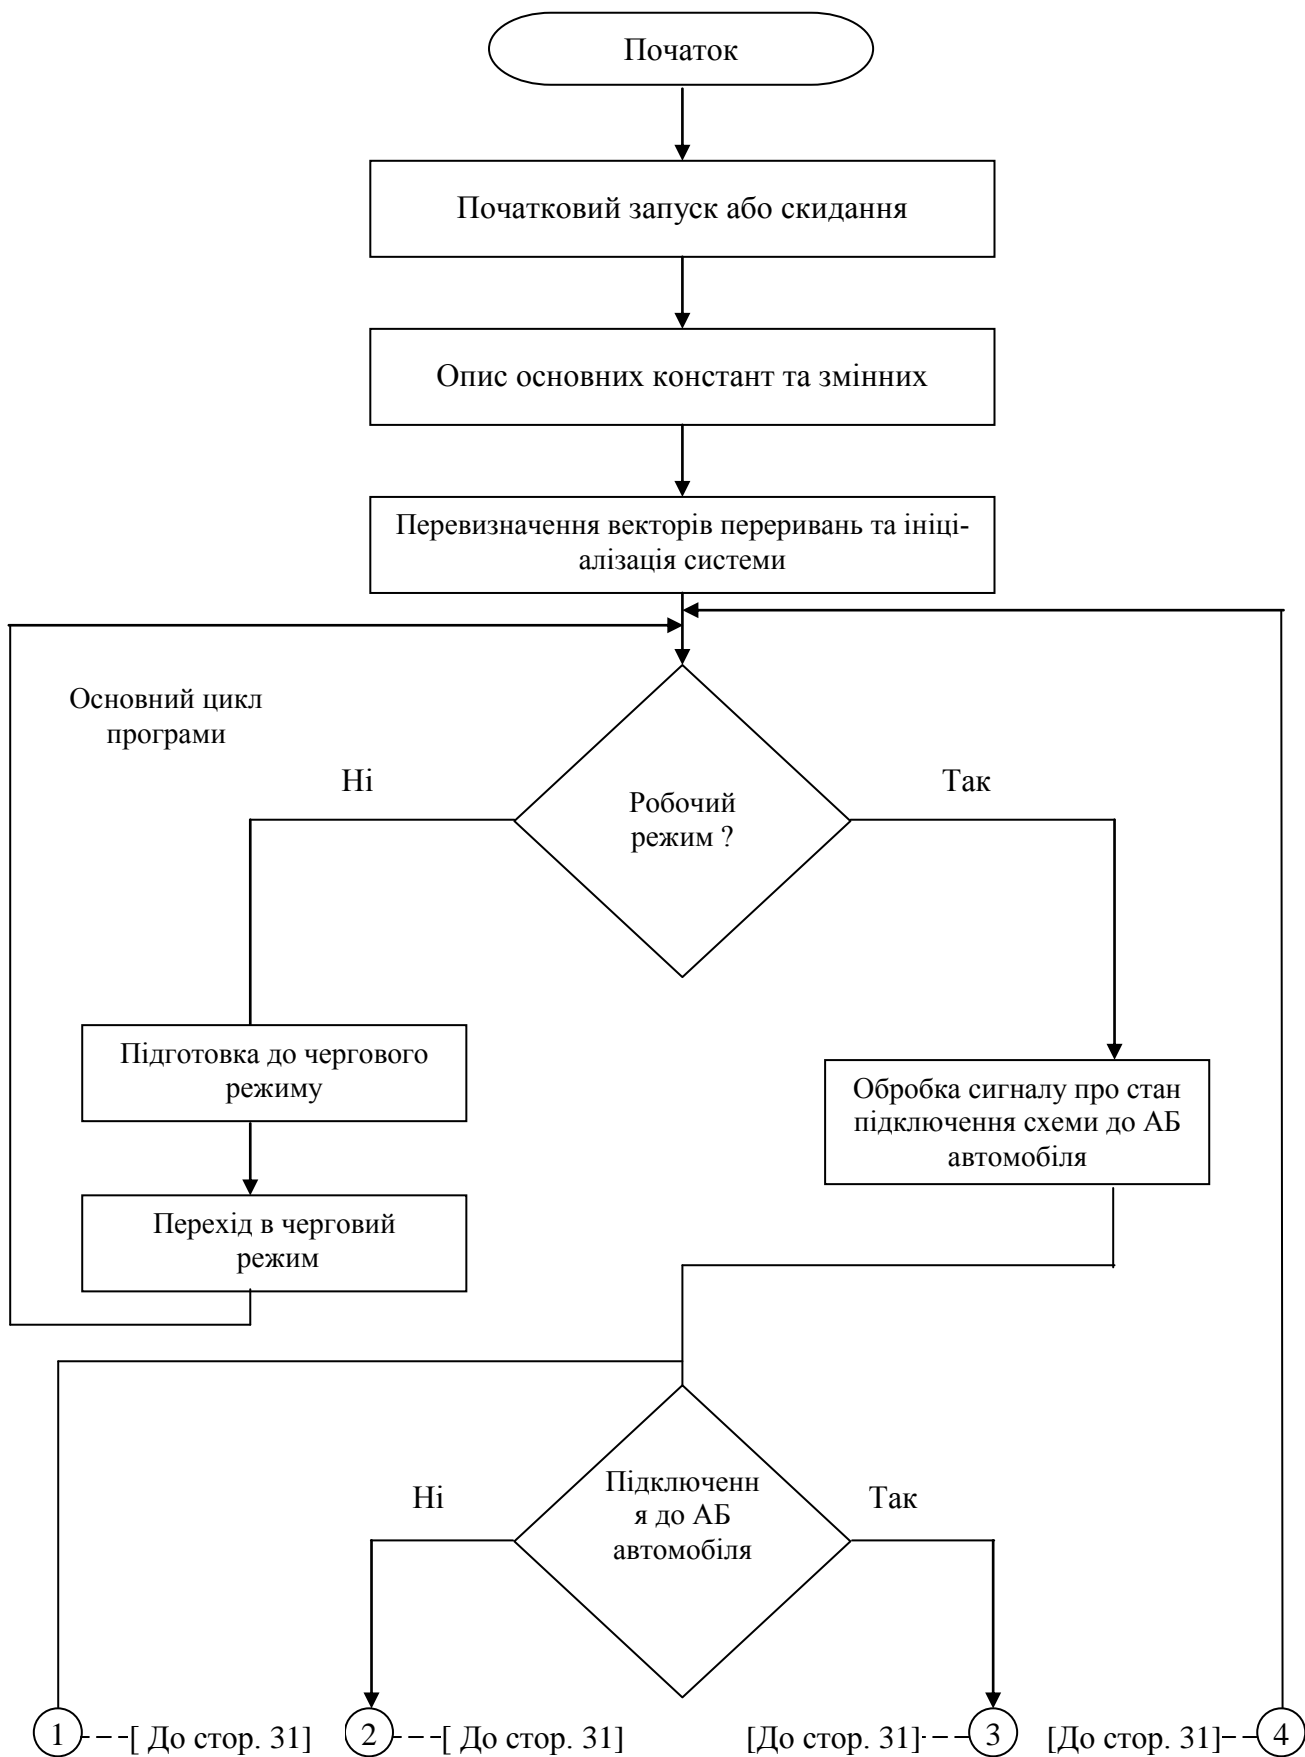 Початок
Початковий запуск або скидання
Опис основних констант та змінних
Перевизначення векторів переривань та ініці-
алізація системи
Основний цикл
програми
Ні
Так
Робочий
режим ?
Підготовка до чергового
режиму
Обробка сигналу про стан
підключення схеми до АБ
автомобіля
Перехід в черговий
режим
Ні
Підключенн
я до АБ
автомобіля
Так
1 [ До стор. 31] 2 [ До стор. 31] [До стор. 31] 3 [До стор. 31] 4